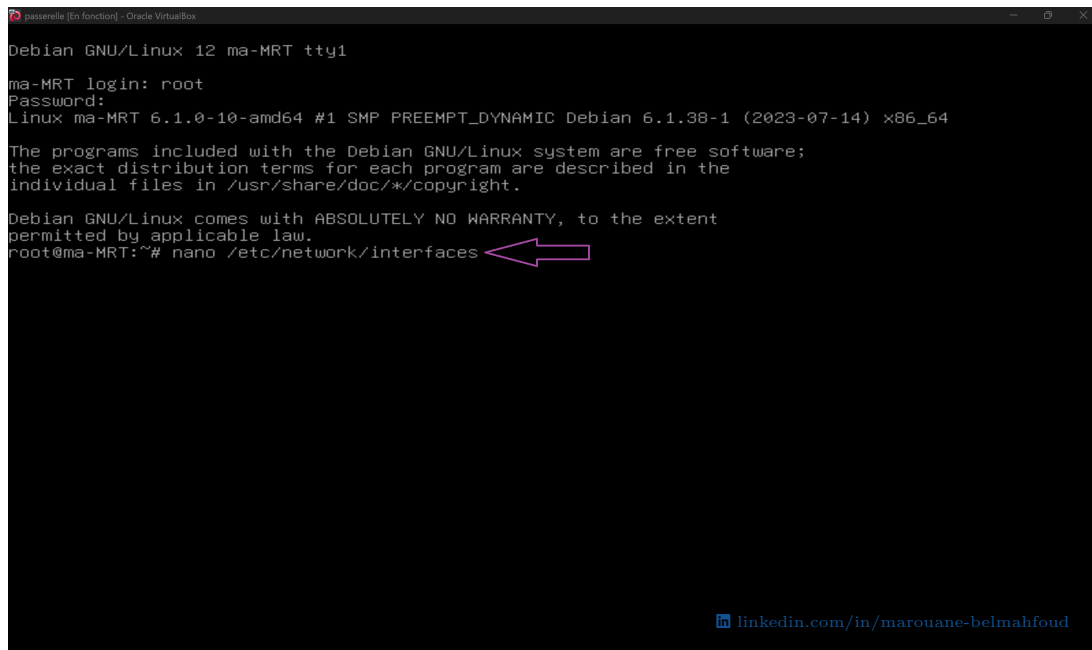 passerelle [En fonction] - Oracle VirtualBox
Debian GNU/Linux 12 ma-MRT tty1
ma-MRT login: root
Password:
Linux ma-MRT 6.1.0-10-amd64 #1 SMP PREEMPT_DYNAMIC Debian 6.1.38-1 (2023-07-14) x86_64
The programs included with the Debian GNU/Linux system are free software;
the exact distribution terms for each program are described in the
individual files in /usr/share/doc/*/copyright.
Debian GNU/Linux comes with ABSOLUTELY NO WARRANTY, to the extent
permitted by applicable law.
root@ma-MRT:~# nano /etc/network/interfaces
linkedin.com/in/marouane-belmahfoud